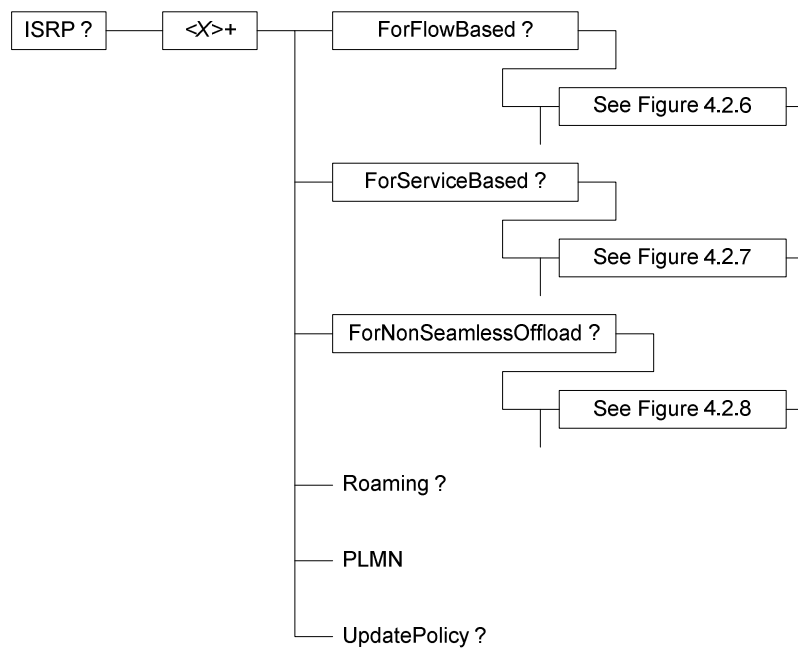 ISRP ?
<X>+
ForFlowBased ?
See Figure 4.2.6
ForServiceBased ?
See Figure 4.2.7
ForNonSeamlessOffload ?
See Figure 4.2.8
Roaming ?
PLMN
UpdatePolicy ?